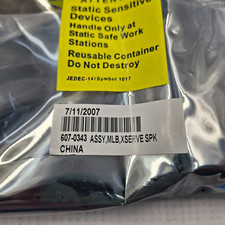 ATTENTION
Static Sensitive
Devices
Handle Only at
Static Safe Work
Stations
Reusable Container
Do Not Destroy
JEDEC-14/Symbol 1017
7/11/2007
607-0343 ASSY,MLB,XSERVE SPK
CHINA